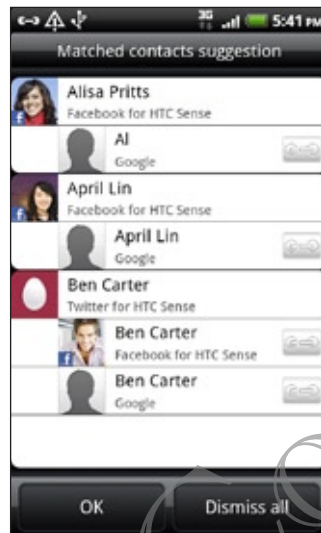 3G 5:41 PM
Matched contacts suggestion
Alisa Pritts
Facebook for HTC Sense
Al
Google
April Lin
Facebook for HTC Sense
April Lin
Google
Ben Carter
Twitter for HTC Sense
Ben Carter
Facebook for HTC Sense
Ben Carter
Google
OK Dismiss all